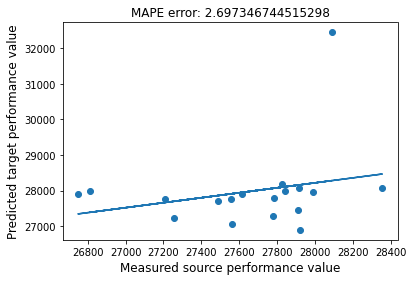 MAPE error: 2.697346744515298
Predicted target performance value
32000
31000
30000
29000
28000
27000
26800 27000 27200 27400 27600 27800 28000 28200 28400
Measured source performance value